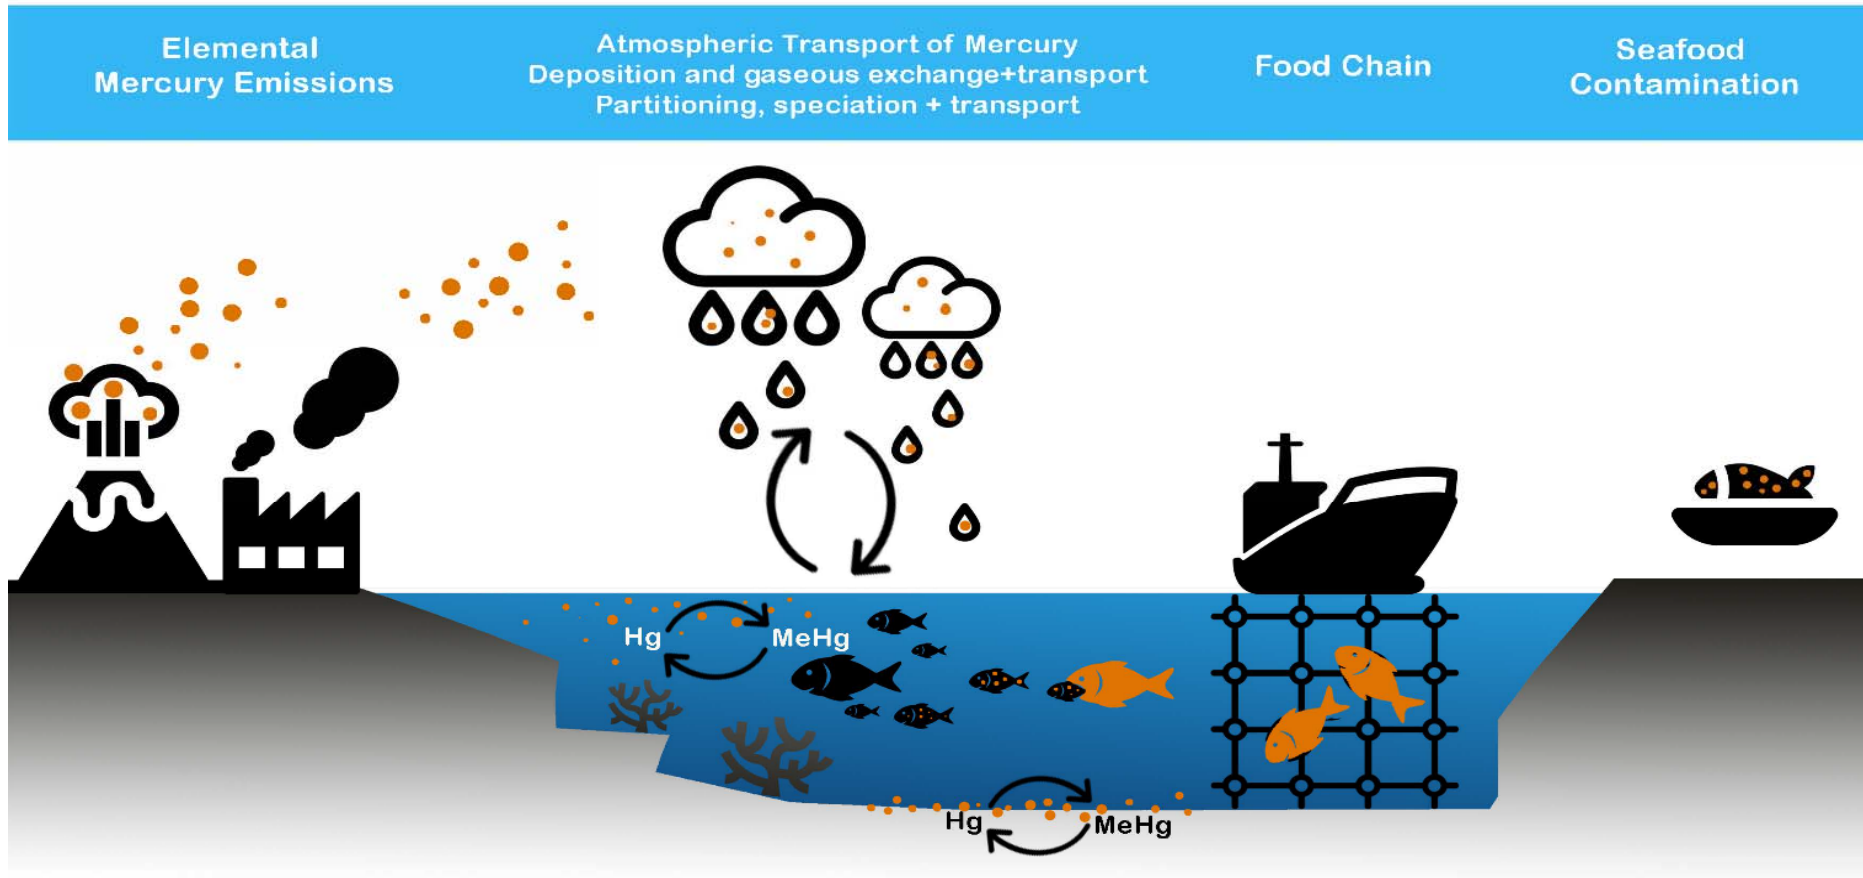 Elemental
Mercury Emissions
Atmospheric Transport of Mercury
Deposition and gaseous exchange+transport
Partitioning, speciation + transport
Food Chain
Seafood
Contamination
Hg
MeHg
Hg
MeHg